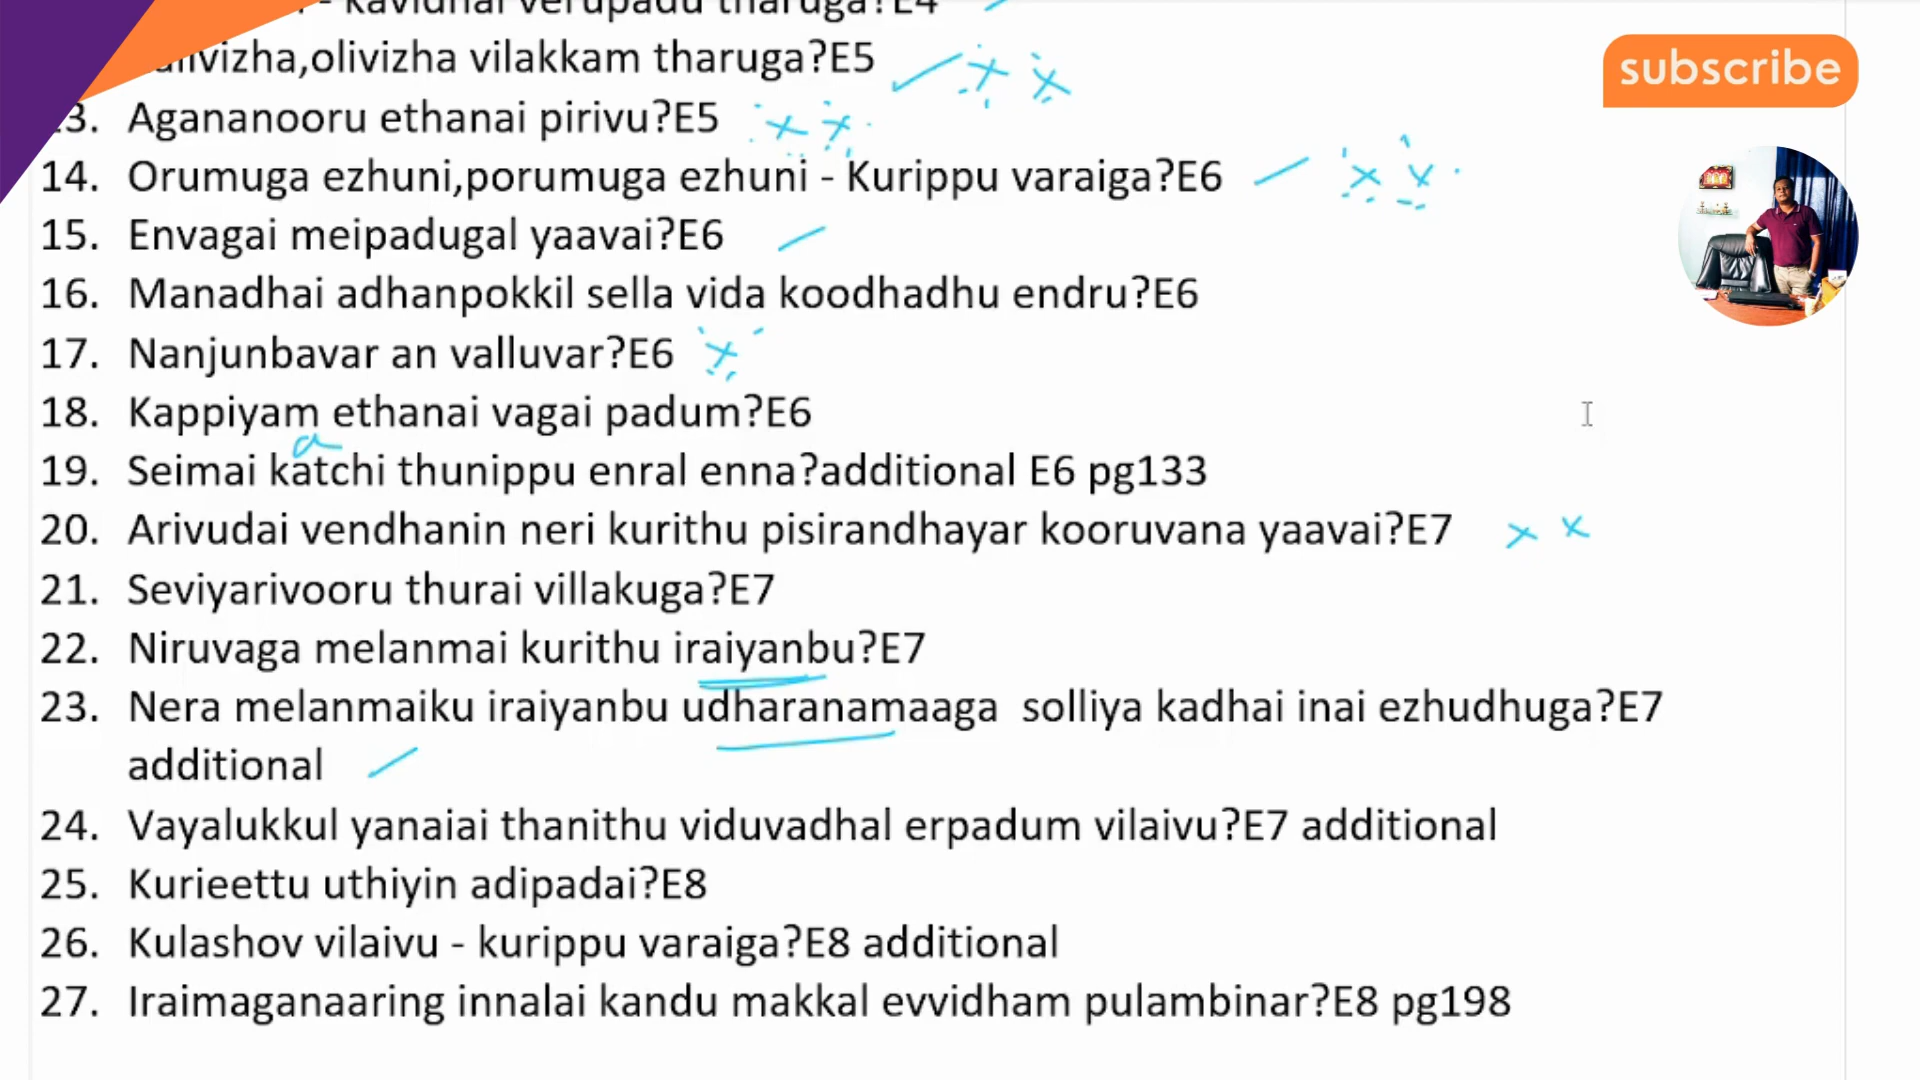 - kavidhai verupadu tharuga?E4
olivizha vilakkam tharuga?E5
Agananooru ethanai pirivu?E5
14. Orumuga ezhuni,porumuga ezhuni - Kurippu varaiga?E6
15. Envagai meipadugal yaavai?E6
16. Manadhai adhanpokkil sella vida koodhadhu endru?E6
17. Nanjunbavar an valluvar?E6
18. Kappiyam ethanai vagai padum?E6
19. Seimai katchi thunippu enral enna?additional E6 pg133
20. Arivudai vendhanin neri kurithu pisirandhayar kooruvana yaavai?E7
21. Seviyarivooru thurai villakuga?E7
22. Niruvaga melanmai kurithu iraiyanbu?E7
23. Nera melanmaiku iraiyanbu udharanamaaga solliya kadhai inai ezhudhuga?E7
additional
24. Vayalukkul yanaiai thanithu viduvadhal erpadum vilaivu?E7 additional
25. Kurieettu uthiyin adipadai?E8
26. Kulashov vilaivu - kurippu varaiga?E8 additional
27. Iraimaganaaring innalai kandu makkal evvidham pulambinar?E8 pg198
subscribe